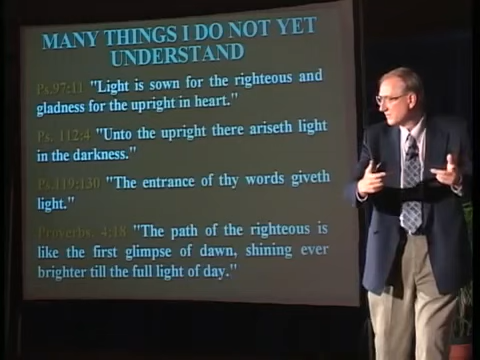 MANY THINGS I DO NOT YET
UNDERSTAND
Ps.97:11 "Light is sown for the righteous and
gladness for the upright in heart."
Ps. 112:4 "Unto the upright there ariseth light
in the darkness."
Ps.119:130 "The entrance of thy words giveth
light."
Proverbs. 4:18 "The path of the righteous is
like the first glimpse of dawn, shining ever
brighter till the full light of day."